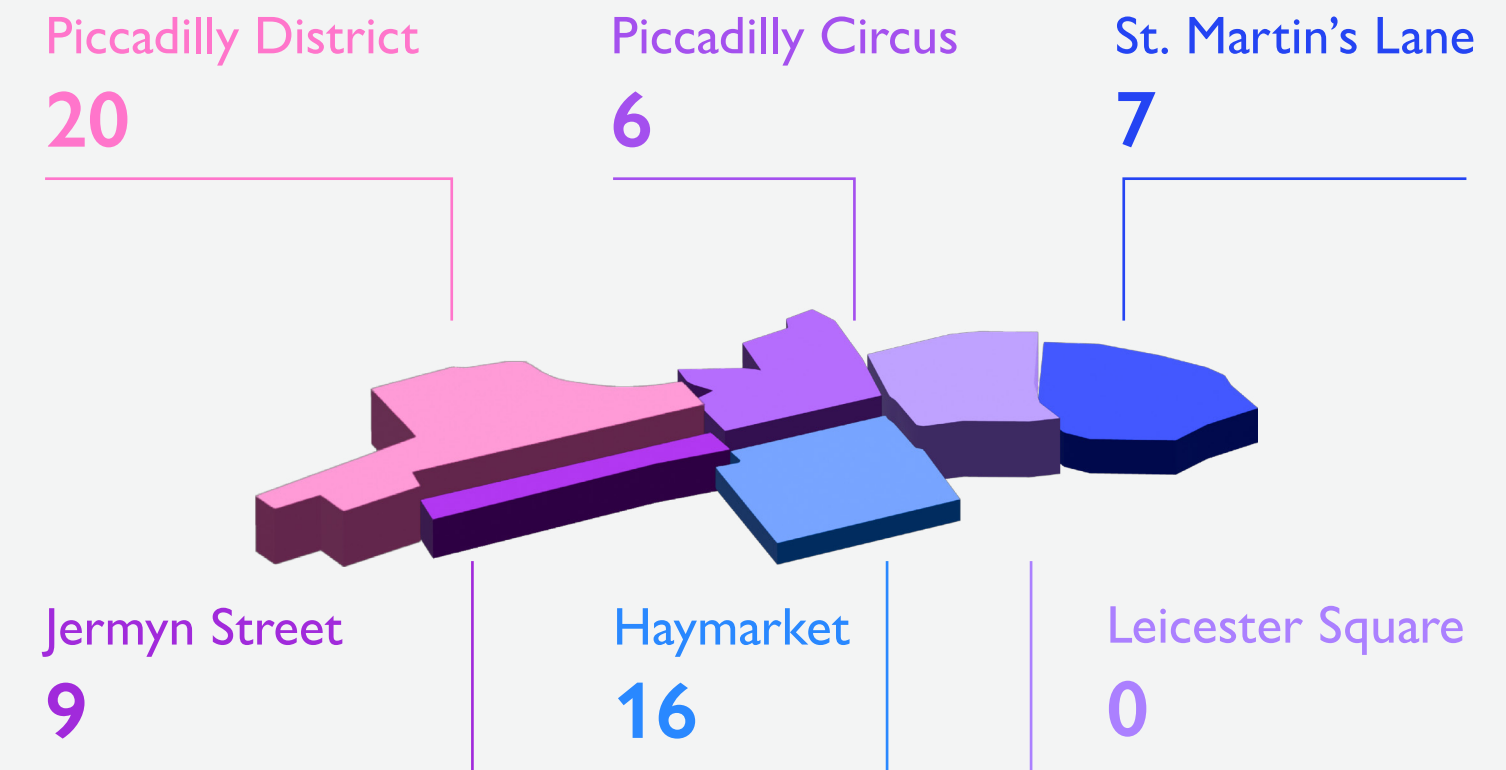 Piccadilly District
20
Piccadilly Circus
6
St. Martin’s Lane
7
Jermyn Street
9
Haymarket
16
Leicester Square
0